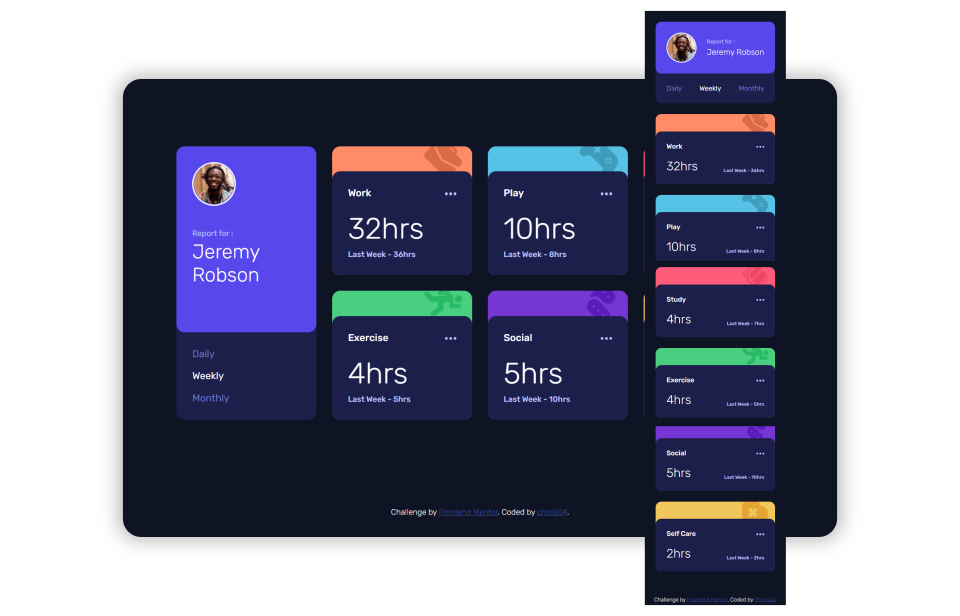 Report for :
Jeremy
Robson
Daily
Weekly
Monthly
Work
32hrs
Last Week - 36hrs
Play
10hrs
Last Week - 8hrs
Exercise
4hrs
Last Week - 5hrs
Social
5hrs
Last Week - 10hrs
Challenge by Frontend Mentor. Coded by cholis04.
Report for :
Jeremy Robson
Daily Weekly Monthly
Work
32hrs Last Week - 36hrs
Play
10hrs Last Week - 8hrs
Study
4hrs Last Week - 7hrs
Exercise
4hrs Last Week - 5hrs
Social
5hrs Last Week - 10hrs
Self Care
2hrs Last Week - 2hrs
Challenge by Frontend Mentor. Coded by cholis04.